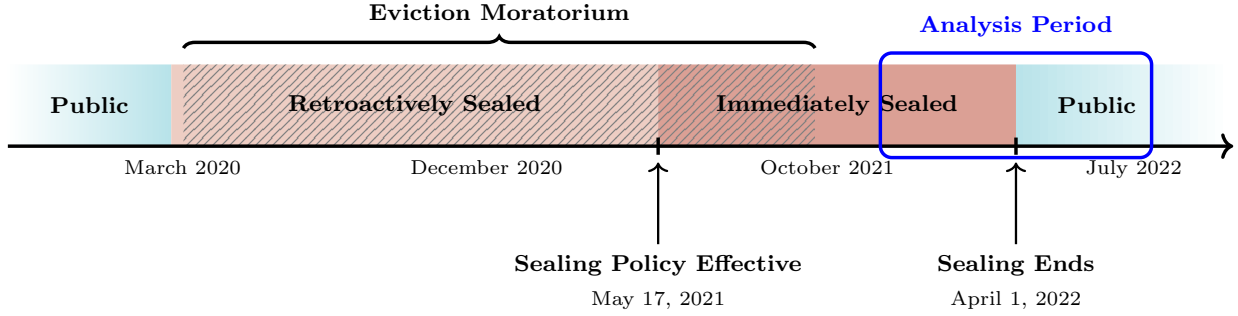 Eviction Moratorium
Analysis Period
Public
Retroactively Sealed
Immediately Sealed
Public
March 2020
December 2020
October 2021
July 2022
Sealing Policy Effective
May 17, 2021
Sealing Ends
April 1, 2022